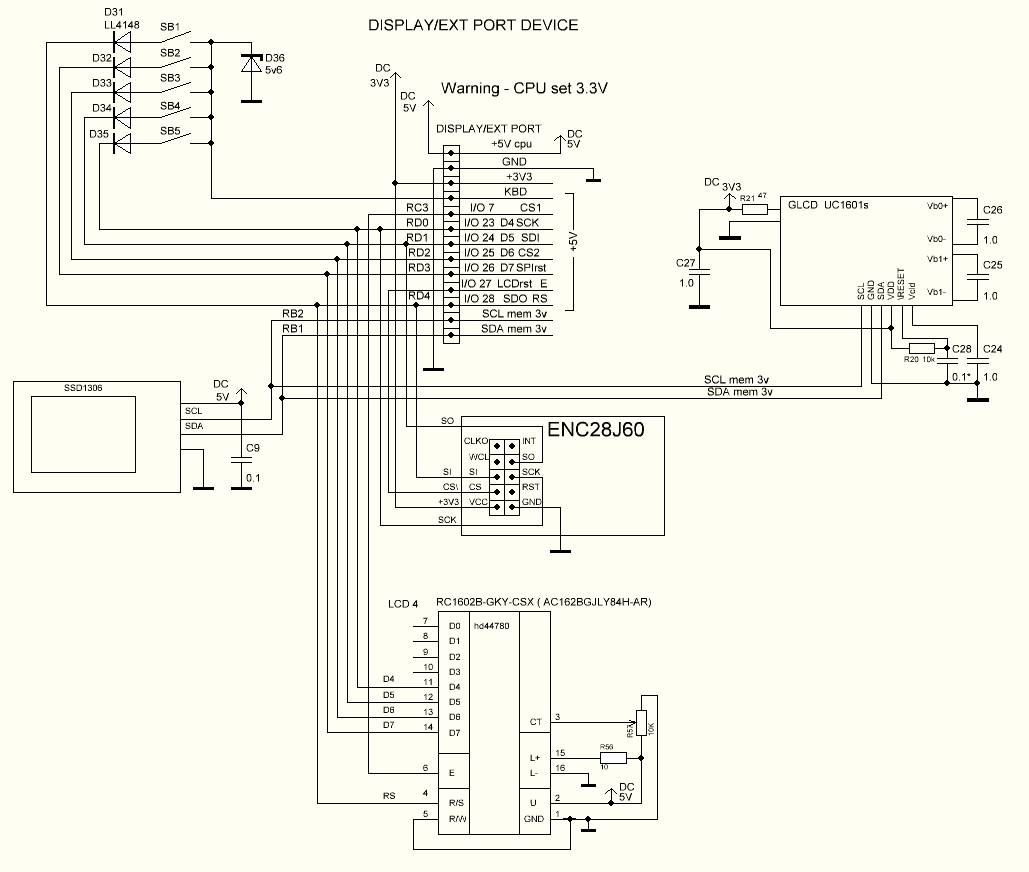 DISPLAY/EXT PORT DEVICE
D31
LL4148
SB1
D32
SB2
D33
SB3
D34
SB4
D35
SB5
D36
5v6
DC
3V3
DC
5V
Warning - CPU set 3.3V
DISPLAY/EXT PORT
DC
5V
+5V cpu
GND
+3V3
KBD
RC3 I/O 7 CS1
RD0 I/O 23 D4 SCK
RD1 I/O 24 D5 SDI
RD2 I/O 25 D6 CS2
RD3 I/O 26 D7 SPIrst
I/O 27 LCDrst E
RD4 I/O 28 SDO RS
RB2 SCL mem 3v
RB1 SDA mem 3v
+5V
DC 3V3
R21 47
GLCD UC1601s
Vb0+
Vb0-
Vb1+
Vb1-
C26
1.0
C25
1.0
C27
1.0
SCL
GND
SDA
VDD
\RESET
Vcld
R20 10k
C28
0.1*
C24
1.0
SCL mem 3v
SDA mem 3v
SSD1306
DC
5V
SCL
SDA
C9
0.1
ENC28J60
SO
CLKO INT
WCL SO
SI SI SCK
CS\ CS RST
+3V3 VCC GND
SCK
LCD 4
RC1602B-GKY-CSX ( AC162BGJLY84H-AR)
hd44780
7 D0
8 D1
9 D2
10 D3
D4 11 D4
D5 12 D5
D6 13 D6
D7 14 D7
6 E
RS 4 R/S
5 R/W
CT 3
L+ 15
L- 16
U 2
GND 1
R56
10
10K
DC
5V